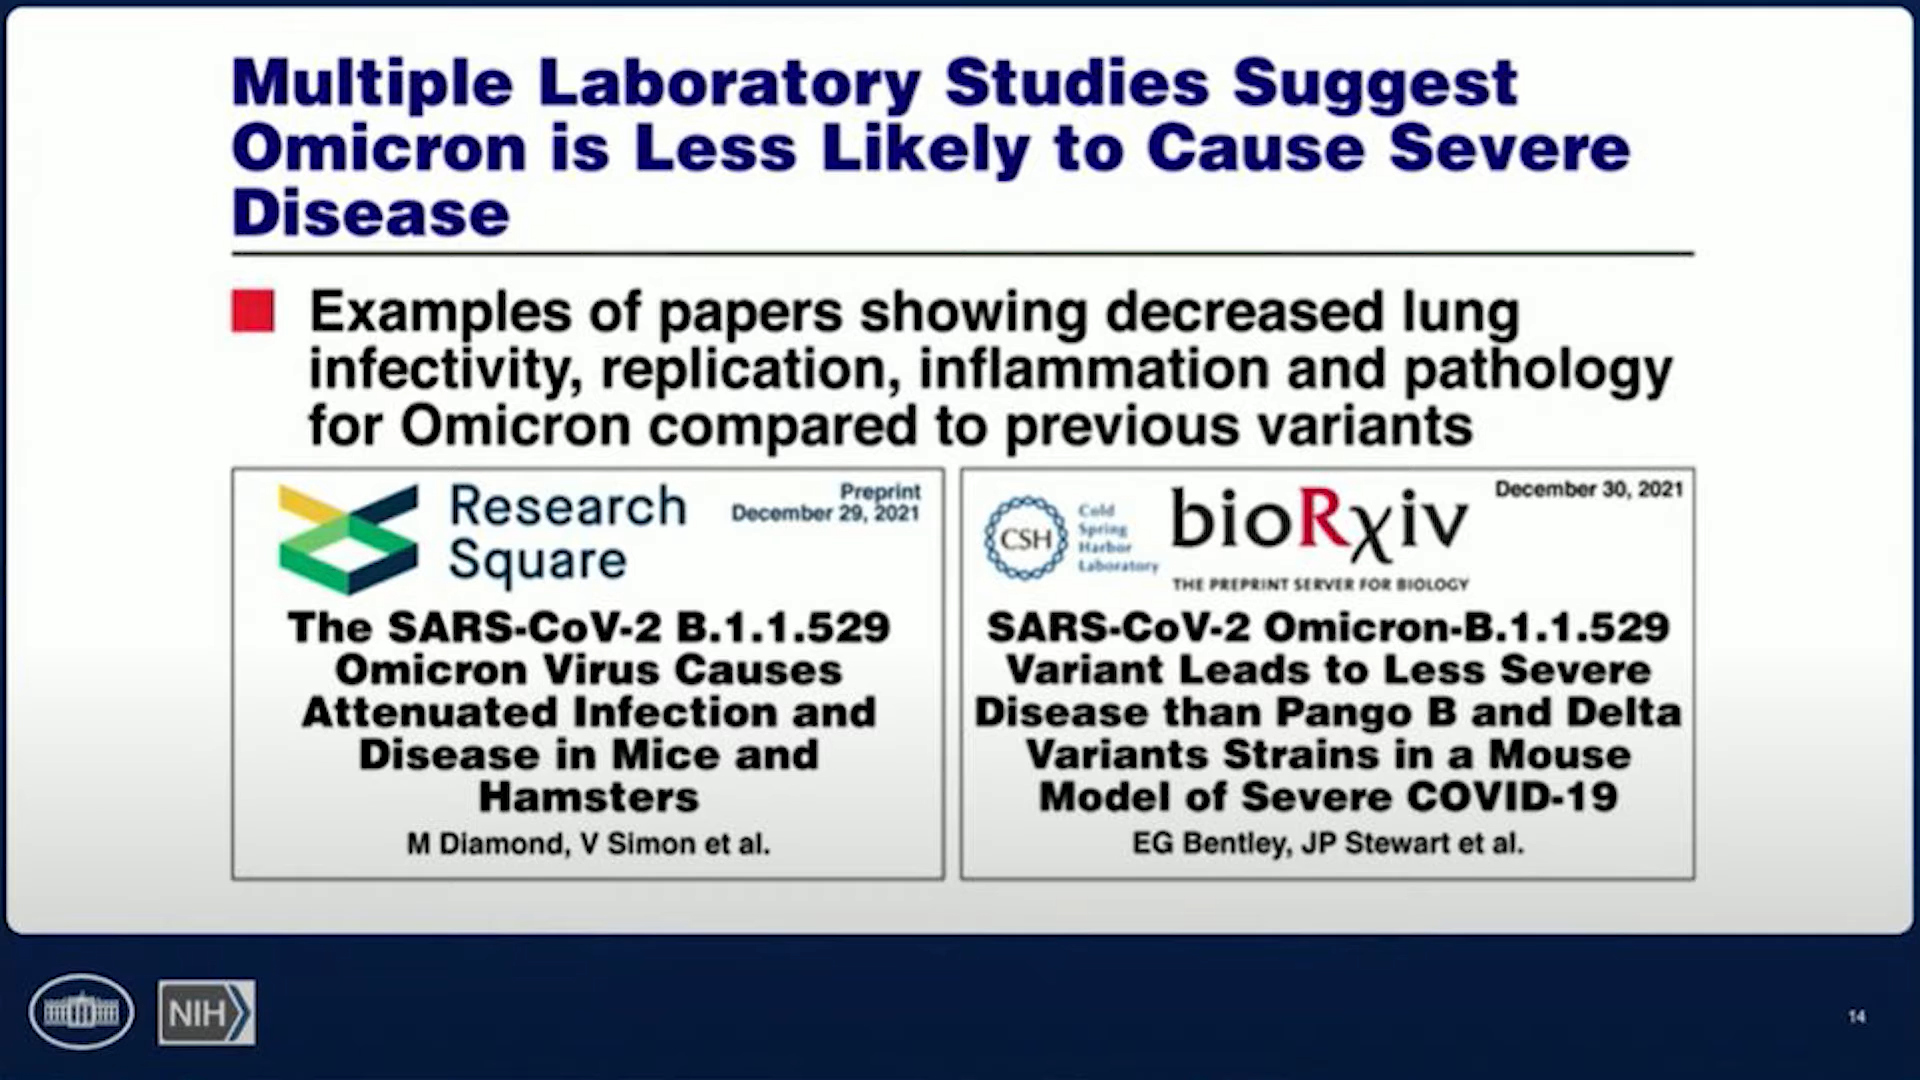 Multiple Laboratory Studies Suggest
Omicron is Less Likely to Cause Severe
Disease
Examples of papers showing decreased lung
infectivity, replication, inflammation and pathology
for Omicron compared to previous variants
Research
Square
Preprint
December 29, 2021
The SARS-CoV-2 B.1.1.529
Omicron Virus Causes
Attenuated Infection and
Disease in Mice and
Hamsters
M Diamond, V Simon et al.
CSH
Cold
Spring
Harbor
Laboratory
bioRχiv
THE PREPRINT SERVER FOR BIOLOGY
December 30, 2021
SARS-CoV-2 Omicron-B.1.1.529
Variant Leads to Less Severe
Disease than Pango B and Delta
Variants Strains in a Mouse
Model of Severe COVID-19
EG Bentley, JP Stewart et al.
NIH
14